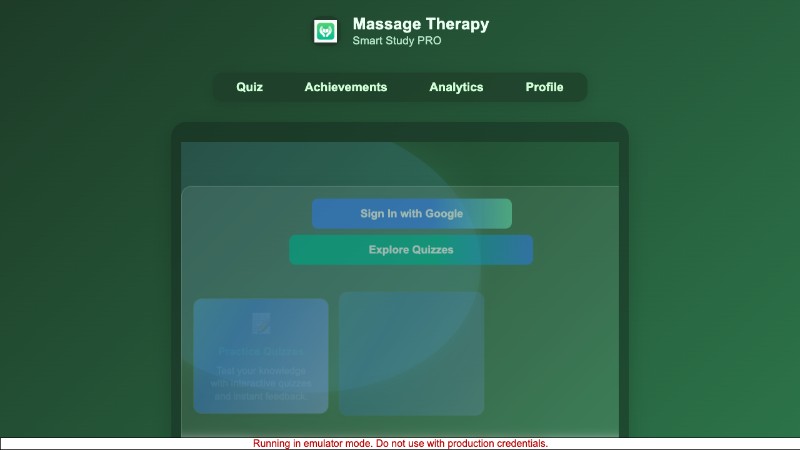 Massage Therapy
Smart Study PRO
Quiz
Achievements
Analytics
Profile
Sign In with Google
Explore Quizzes
Practice Quizzes
Test your knowledge
with interactive quizzes
and instant feedback.
Running in emulator mode. Do not use with production credentials.